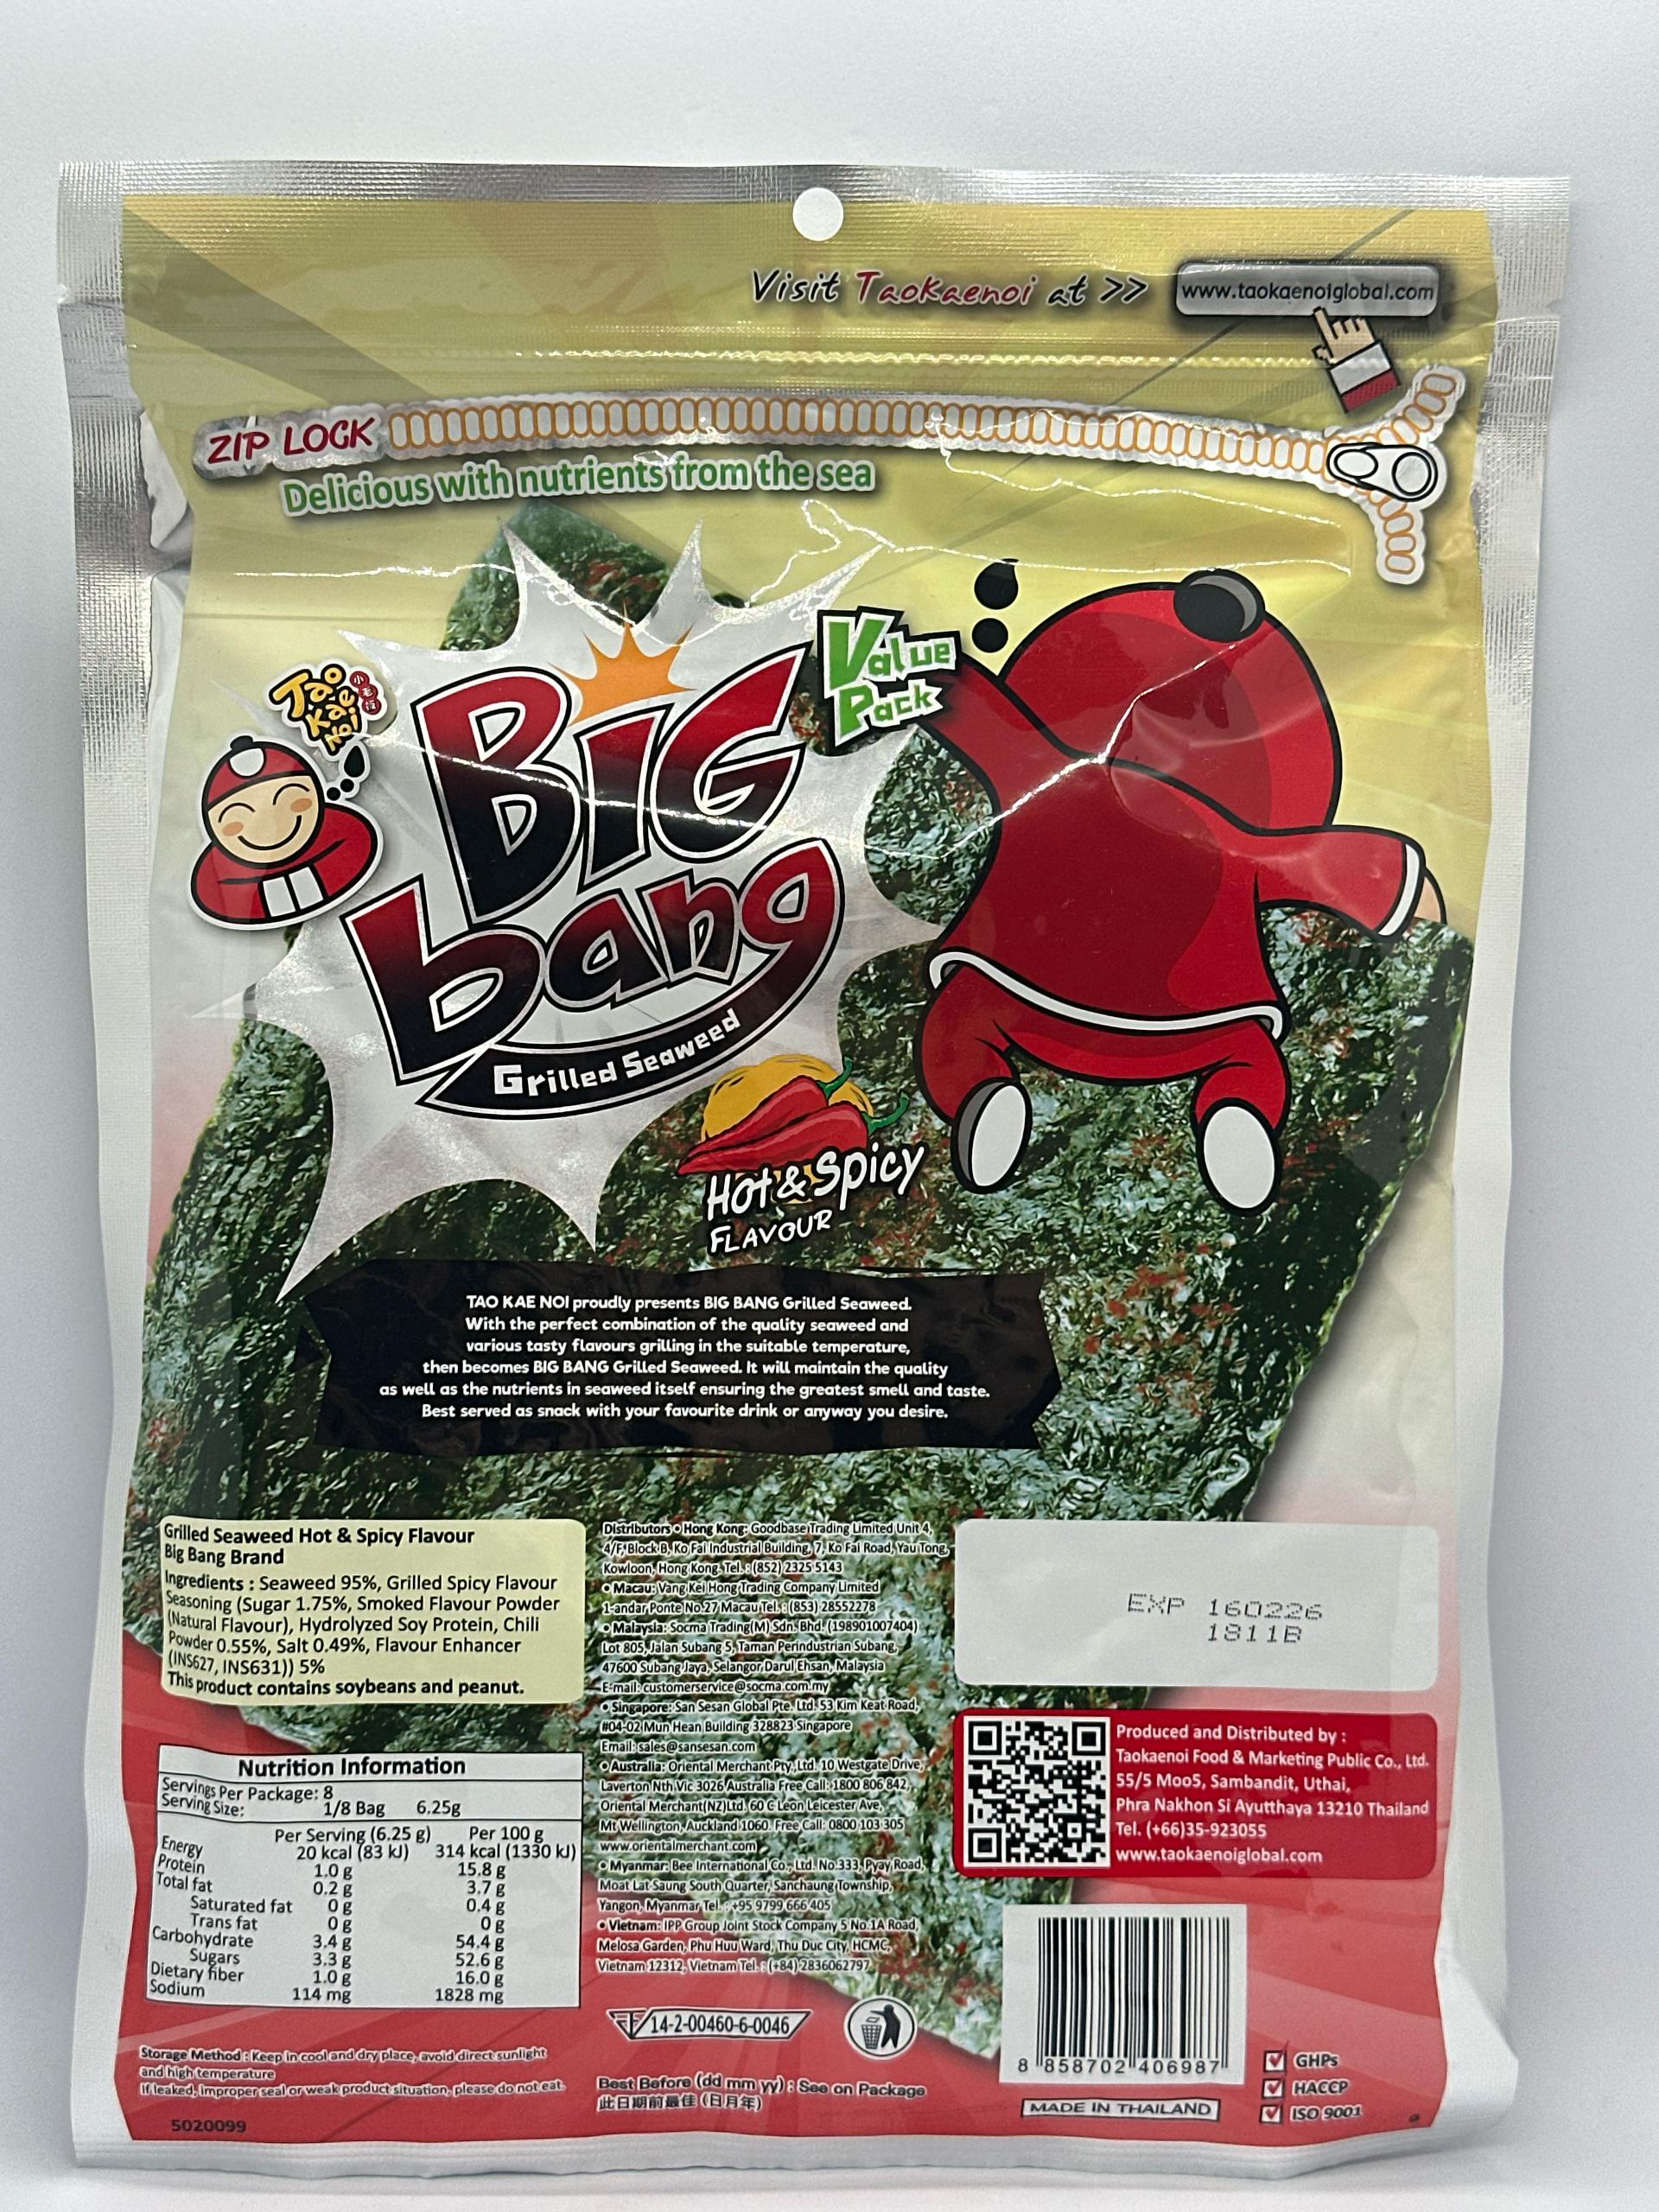 Visit Taokaenoi at >> www.taokaenoiglobal.com
ZIP LOCK
Delicious with nutrients from the sea
Tao
Kae
Noi
小老板
Value
Pack
BIG
bang
Grilled Seaweed
Hot & Spicy
FLAVOUR
TAO KAE NOI proudly presents BIG BANG Grilled Seaweed.
With the perfect combination of the quality seaweed and
various tasty flavours grilling in the suitable temperature,
then becomes BIG BANG Grilled Seaweed. It will maintain the quality
as well as the nutrients in seaweed itself ensuring the greatest smell and taste.
Best served as snack with your favourite drink or anyway you desire.
Grilled Seaweed Hot & Spicy Flavour
Big Bang Brand
Ingredients : Seaweed 95%, Grilled Spicy Flavour
Seasoning (Sugar 1.75%, Smoked Flavour Powder
(Natural Flavour), Hydrolyzed Soy Protein, Chili
Powder 0.55%, Salt 0.49%, Flavour Enhancer
(INS627, INS631)) 5%
This product contains soybeans and peanut.
Nutrition Information
Servings Per Package: 8
Serving Size: 1/8 Bag 6.25g
Per Serving (6.25 g) Per 100 g
Energy 20 kcal (83 kJ) 314 kcal (1330 kJ)
Protein 1.0 g 15.8 g
Total fat 0.2 g 3.7 g
Saturated fat 0 g 0.4 g
Trans fat 0 g 0 g
Carbohydrate 3.4 g 54.4 g
Sugars 3.3 g 52.6 g
Dietary fiber 1.0 g 16.0 g
Sodium 114 mg 1828 mg
Storage Method : Keep in cool and dry place, avoid direct sunlight
and high temperature
If leaked, improper seal or weak product situation, please do not eat.
5020099
Distributors • Hong Kong: Goodbase Trading Limited Unit 4,
4/F, Block B, Ko Fai Industrial Building, 7, Ko Fai Road, Yau Tong,
Kowloon, Hong Kong. Tel. : (852) 2325 5143
• Macau: Vang Kei Hong Trading Company Limited
1-andar Ponte No.27 Macau Tel. : (853) 28552278
• Malaysia: Socma Trading(M) Sdn. Bhd. (198901007404)
Lot 805, Jalan Subang 5, Taman Perindustrian Subang,
47600 Subang Jaya, Selangor Darul Ehsan, Malaysia
E-mail: customerservice@socma.com.my
• Singapore: San Sesan Global Pte. Ltd. 53 Kim Keat Road,
#04-02 Mun Hean Building 328823 Singapore
Email: sales@sansesan.com
• Australia: Oriental Merchant Pty.,Ltd. 10 Westgate Drive,
Laverton Nth Vic 3026 Australia Free Call: 1800 806 842,
Oriental Merchant(NZ)Ltd. 60 C Leon Leicester Ave,
Mt Wellington, Auckland 1060. Free Call: 0800 103 305
www.orientalmerchant.com
• Myanmar: Bee International Co., Ltd. No.333, Pyay Road,
Moat Lat Saung South Quarter, Sanchaung Township,
Yangon, Myanmar Tel. : +95 9799 666 405
• Vietnam: IPP Group Joint Stock Company 5 No.1A Road,
Melosa Garden, Phu Huu Ward, Thu Duc City, HCMC,
Vietnam 12312, Vietnam Tel. : (+84) 2836062797
14-2-00460-6-0046
Best Before (dd mm yy) : See on Package
此日期前最佳 (日月年)
EXP 160226
1811B
Produced and Distributed by :
Taokaenoi Food & Marketing Public Co., Ltd.
55/5 Moo5, Sambandit, Uthai,
Phra Nakhon Si Ayutthaya 13210 Thailand
Tel. (+66)35-923055
www.taokaenoiglobal.com
8 858702 406987
MADE IN THAILAND
GHPs
HACCP
ISO 9001